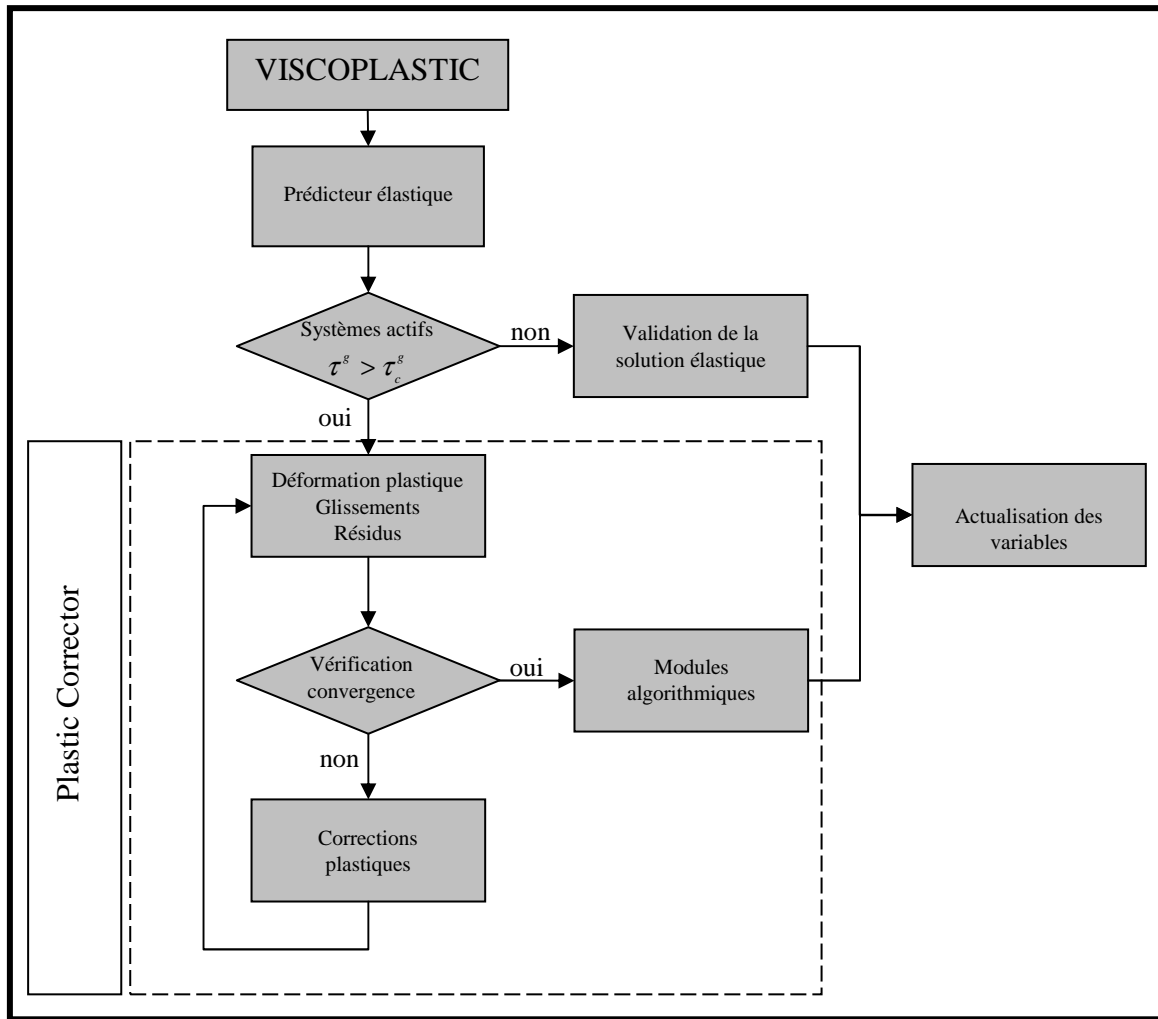 VISCOPLASTIC
Prédicteur élastique
Systèmes actifs
τ^g > τ_c^g
non
Validation de la
solution élastique
oui
Plastic Corrector
Déformation plastique
Glissements
Résidus
Actualisation des
variables
Vérification
convergence
oui
Modules
algorithmiques
non
Corrections
plastiques